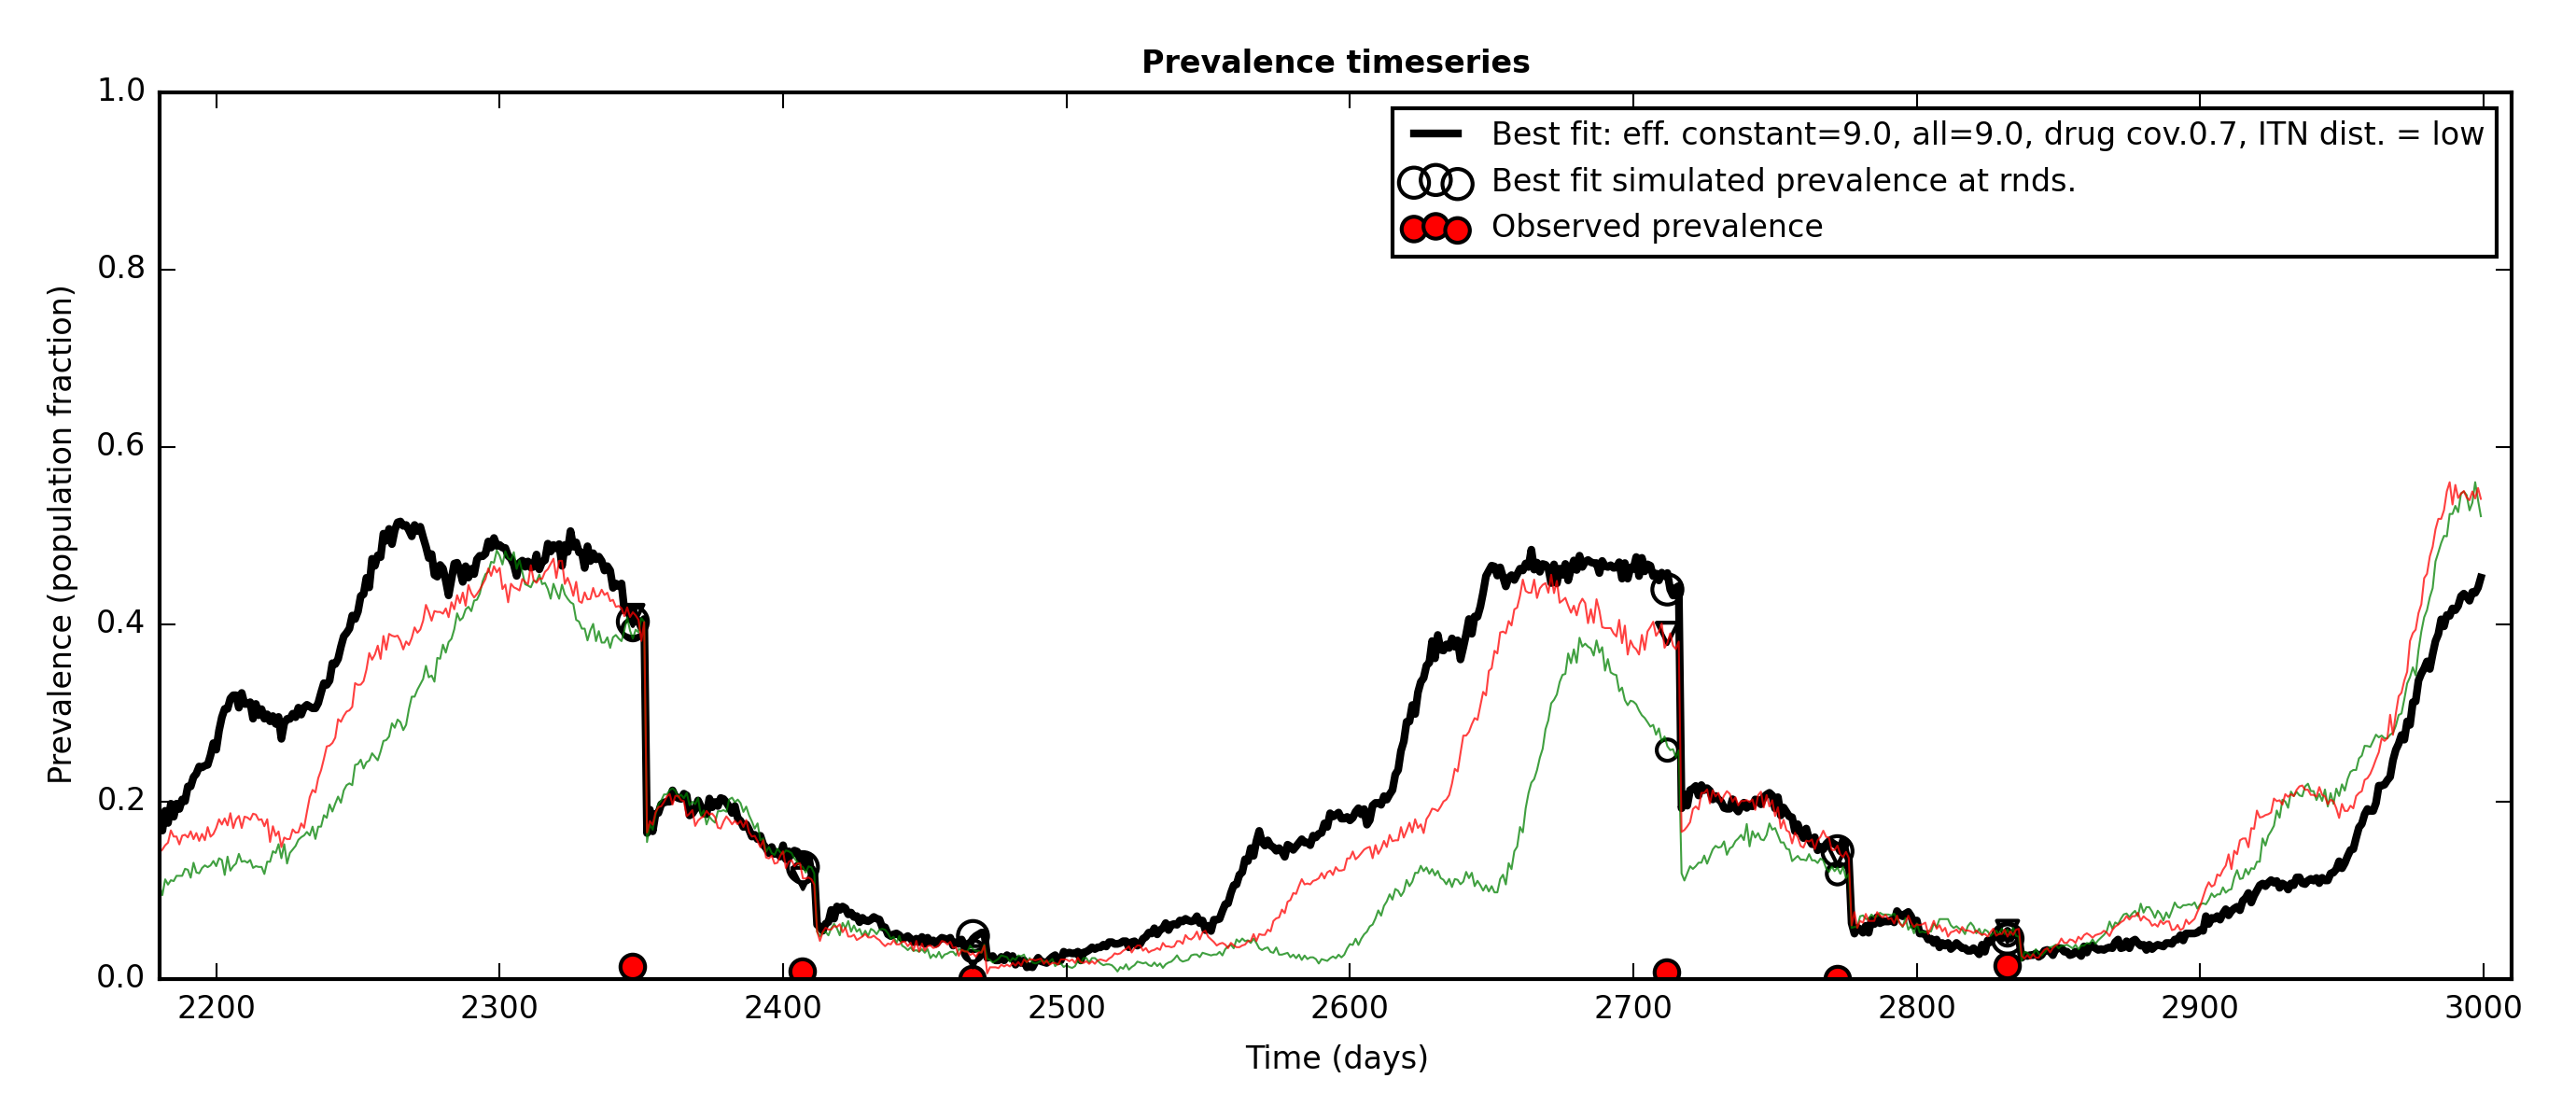 Prevalence timeseries
Best fit: eff. constant=9.0, all=9.0, drug cov.0.7, ITN dist. = low
Best fit simulated prevalence at rnds.
Observed prevalence
Prevalence (population fraction)
1.0
0.8
0.6
0.4
0.2
0.0
2200 2300 2400 2500 2600 2700 2800 2900 3000
Time (days)